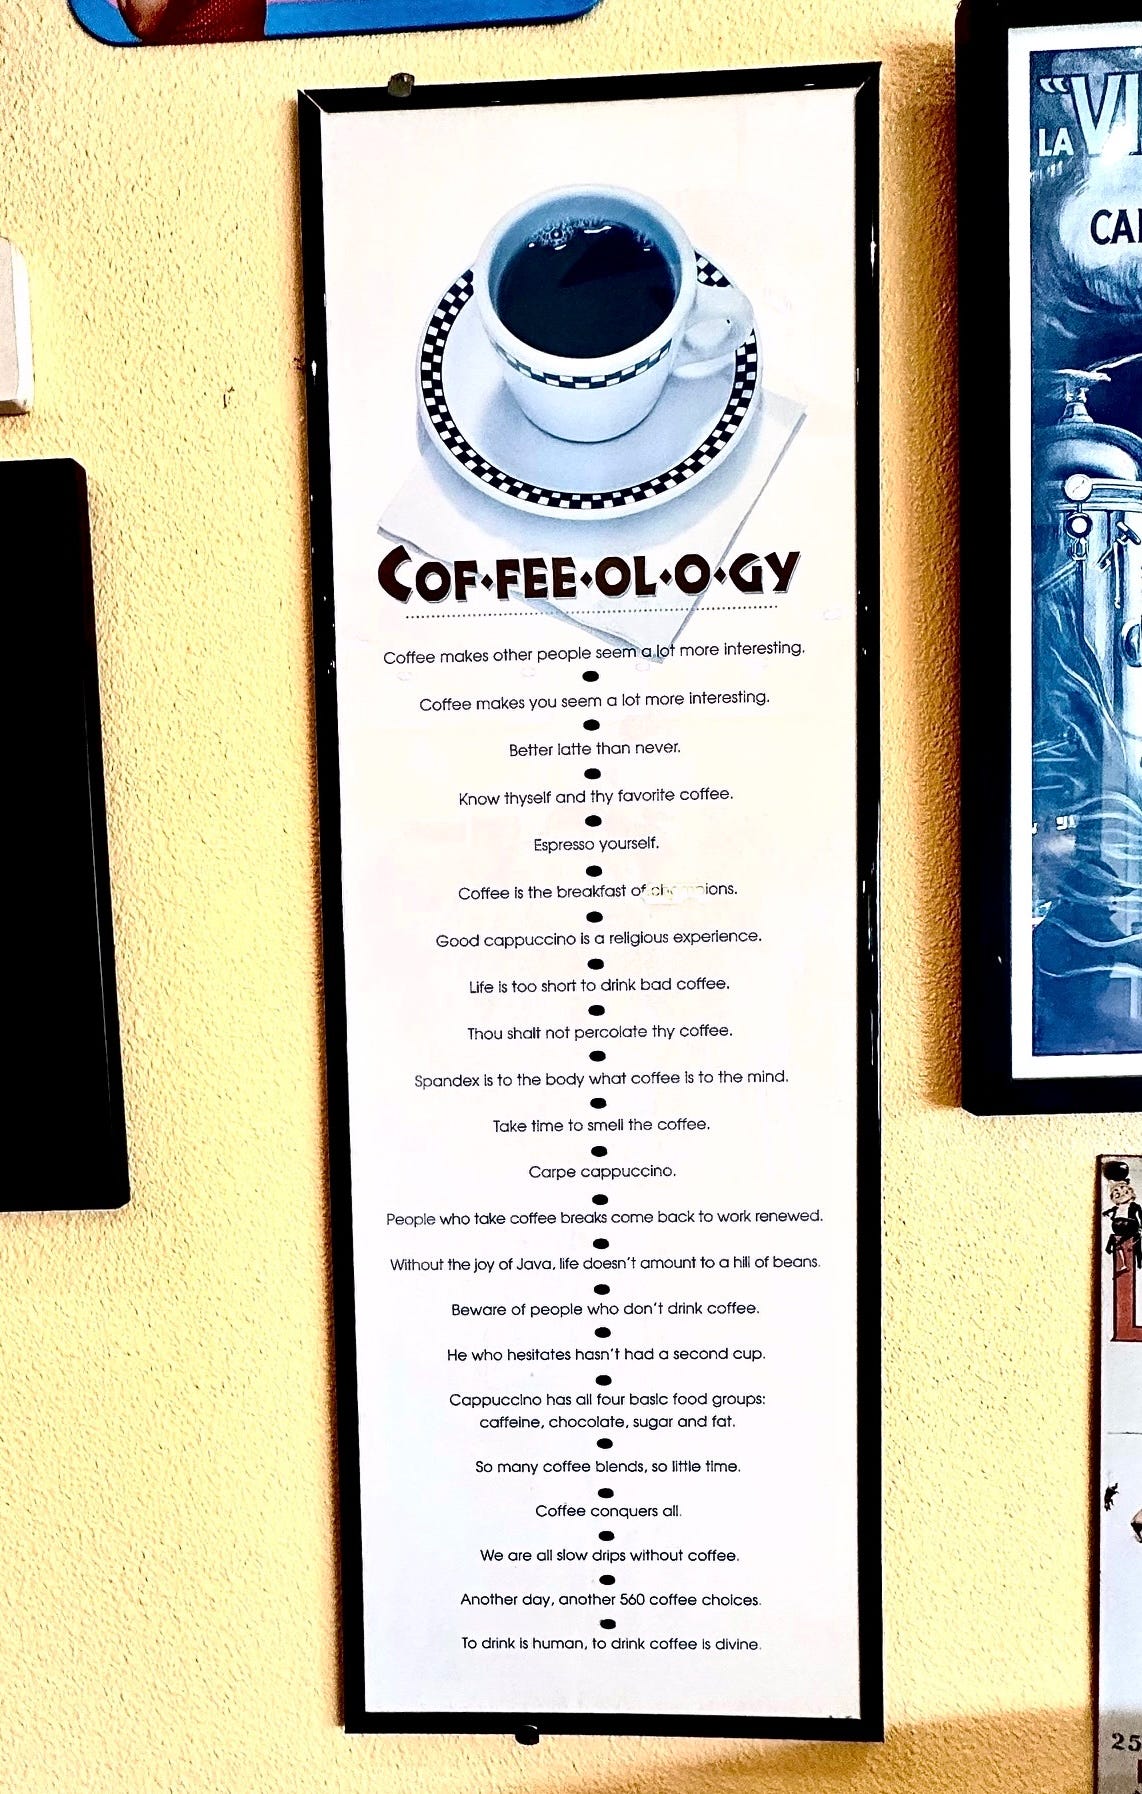 COF•FEE•OL•O•GY
Coffee makes other people seem a lot more interesting.
Coffee makes you seem a lot more interesting.
Better latte than never.
Know thyself and thy favorite coffee.
Espresso yourself.
Coffee is the breakfast of
Good cappuccino is a religious experience.
Life is too short to drink bad coffee.
Thou shalt not percolate thy coffee.
Spandex is to the body what coffee is to the mind.
Take time to smell the coffee.
Carpe cappuccino.
People who take coffee breaks come back to work renewed.
Without the joy of Java, life doesn't amount to a hill of beans.
Beware of people who don't drink coffee.
He who hesitates hasn't had a second cup.
Cappuccino has all four basic food groups:
caffeine, chocolate, sugar and fat.
So many coffee blends, so little time.
Coffee conquers all.
We are all slow drips without coffee.
Another day, another 560 coffee choices.
To drink is human, to drink coffee is divine.
LA
25